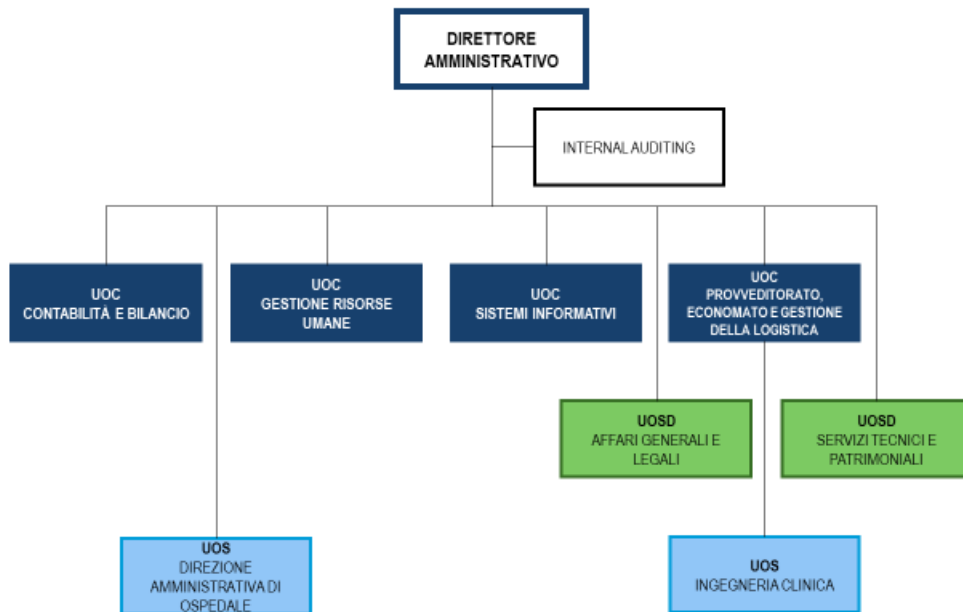 DIRETTORE
AMMINISTRATIVO
INTERNAL AUDITING
UOC
CONTABILITÀ E BILANCIO
UOC
GESTIONE RISORSE
UMANE
UOC
SISTEMI INFORMATIVI
UOC
PROVVEDITORATO,
ECONOMATO E GESTIONE
DELLA LOGISTICA
UOSD
AFFARI GENERALI E
LEGALI
UOSD
SERVIZI TECNICI E
PATRIMONIALI
UOS
DIREZIONE
AMMINISTRATIVA DI
OSPEDALE
UOS
INGEGNERIA CLINICA